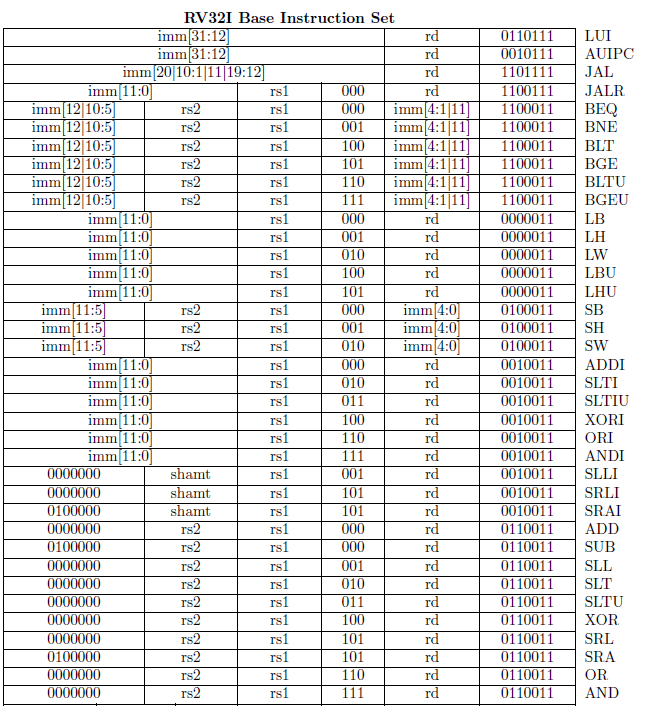 RV32I Base Instruction Set
imm[31:12] rd 0110111 LUI
imm[31:12] rd 0010111 AUIPC
imm[20|10:1|11|19:12] rd 1101111 JAL
imm[11:0] rs1 000 rd 1100111 JALR
imm[12|10:5] rs2 rs1 000 imm[4:1|11] 1100011 BEQ
imm[12|10:5] rs2 rs1 001 imm[4:1|11] 1100011 BNE
imm[12|10:5] rs2 rs1 100 imm[4:1|11] 1100011 BLT
imm[12|10:5] rs2 rs1 101 imm[4:1|11] 1100011 BGE
imm[12|10:5] rs2 rs1 110 imm[4:1|11] 1100011 BLTU
imm[12|10:5] rs2 rs1 111 imm[4:1|11] 1100011 BGEU
imm[11:0] rs1 000 rd 0000011 LB
imm[11:0] rs1 001 rd 0000011 LH
imm[11:0] rs1 010 rd 0000011 LW
imm[11:0] rs1 100 rd 0000011 LBU
imm[11:0] rs1 101 rd 0000011 LHU
imm[11:5] rs2 rs1 000 imm[4:0] 0100011 SB
imm[11:5] rs2 rs1 001 imm[4:0] 0100011 SH
imm[11:5] rs2 rs1 010 imm[4:0] 0100011 SW
imm[11:0] rs1 000 rd 0010011 ADDI
imm[11:0] rs1 010 rd 0010011 SLTI
imm[11:0] rs1 011 rd 0010011 SLTIU
imm[11:0] rs1 100 rd 0010011 XORI
imm[11:0] rs1 110 rd 0010011 ORI
imm[11:0] rs1 111 rd 0010011 ANDI
0000000 shamt rs1 001 rd 0010011 SLLI
0000000 shamt rs1 101 rd 0010011 SRLI
0100000 shamt rs1 101 rd 0010011 SRAI
0000000 rs2 rs1 000 rd 0110011 ADD
0100000 rs2 rs1 000 rd 0110011 SUB
0000000 rs2 rs1 001 rd 0110011 SLL
0000000 rs2 rs1 010 rd 0110011 SLT
0000000 rs2 rs1 011 rd 0110011 SLTU
0000000 rs2 rs1 100 rd 0110011 XOR
0000000 rs2 rs1 101 rd 0110011 SRL
0100000 rs2 rs1 101 rd 0110011 SRA
0000000 rs2 rs1 110 rd 0110011 OR
0000000 rs2 rs1 111 rd 0110011 AND